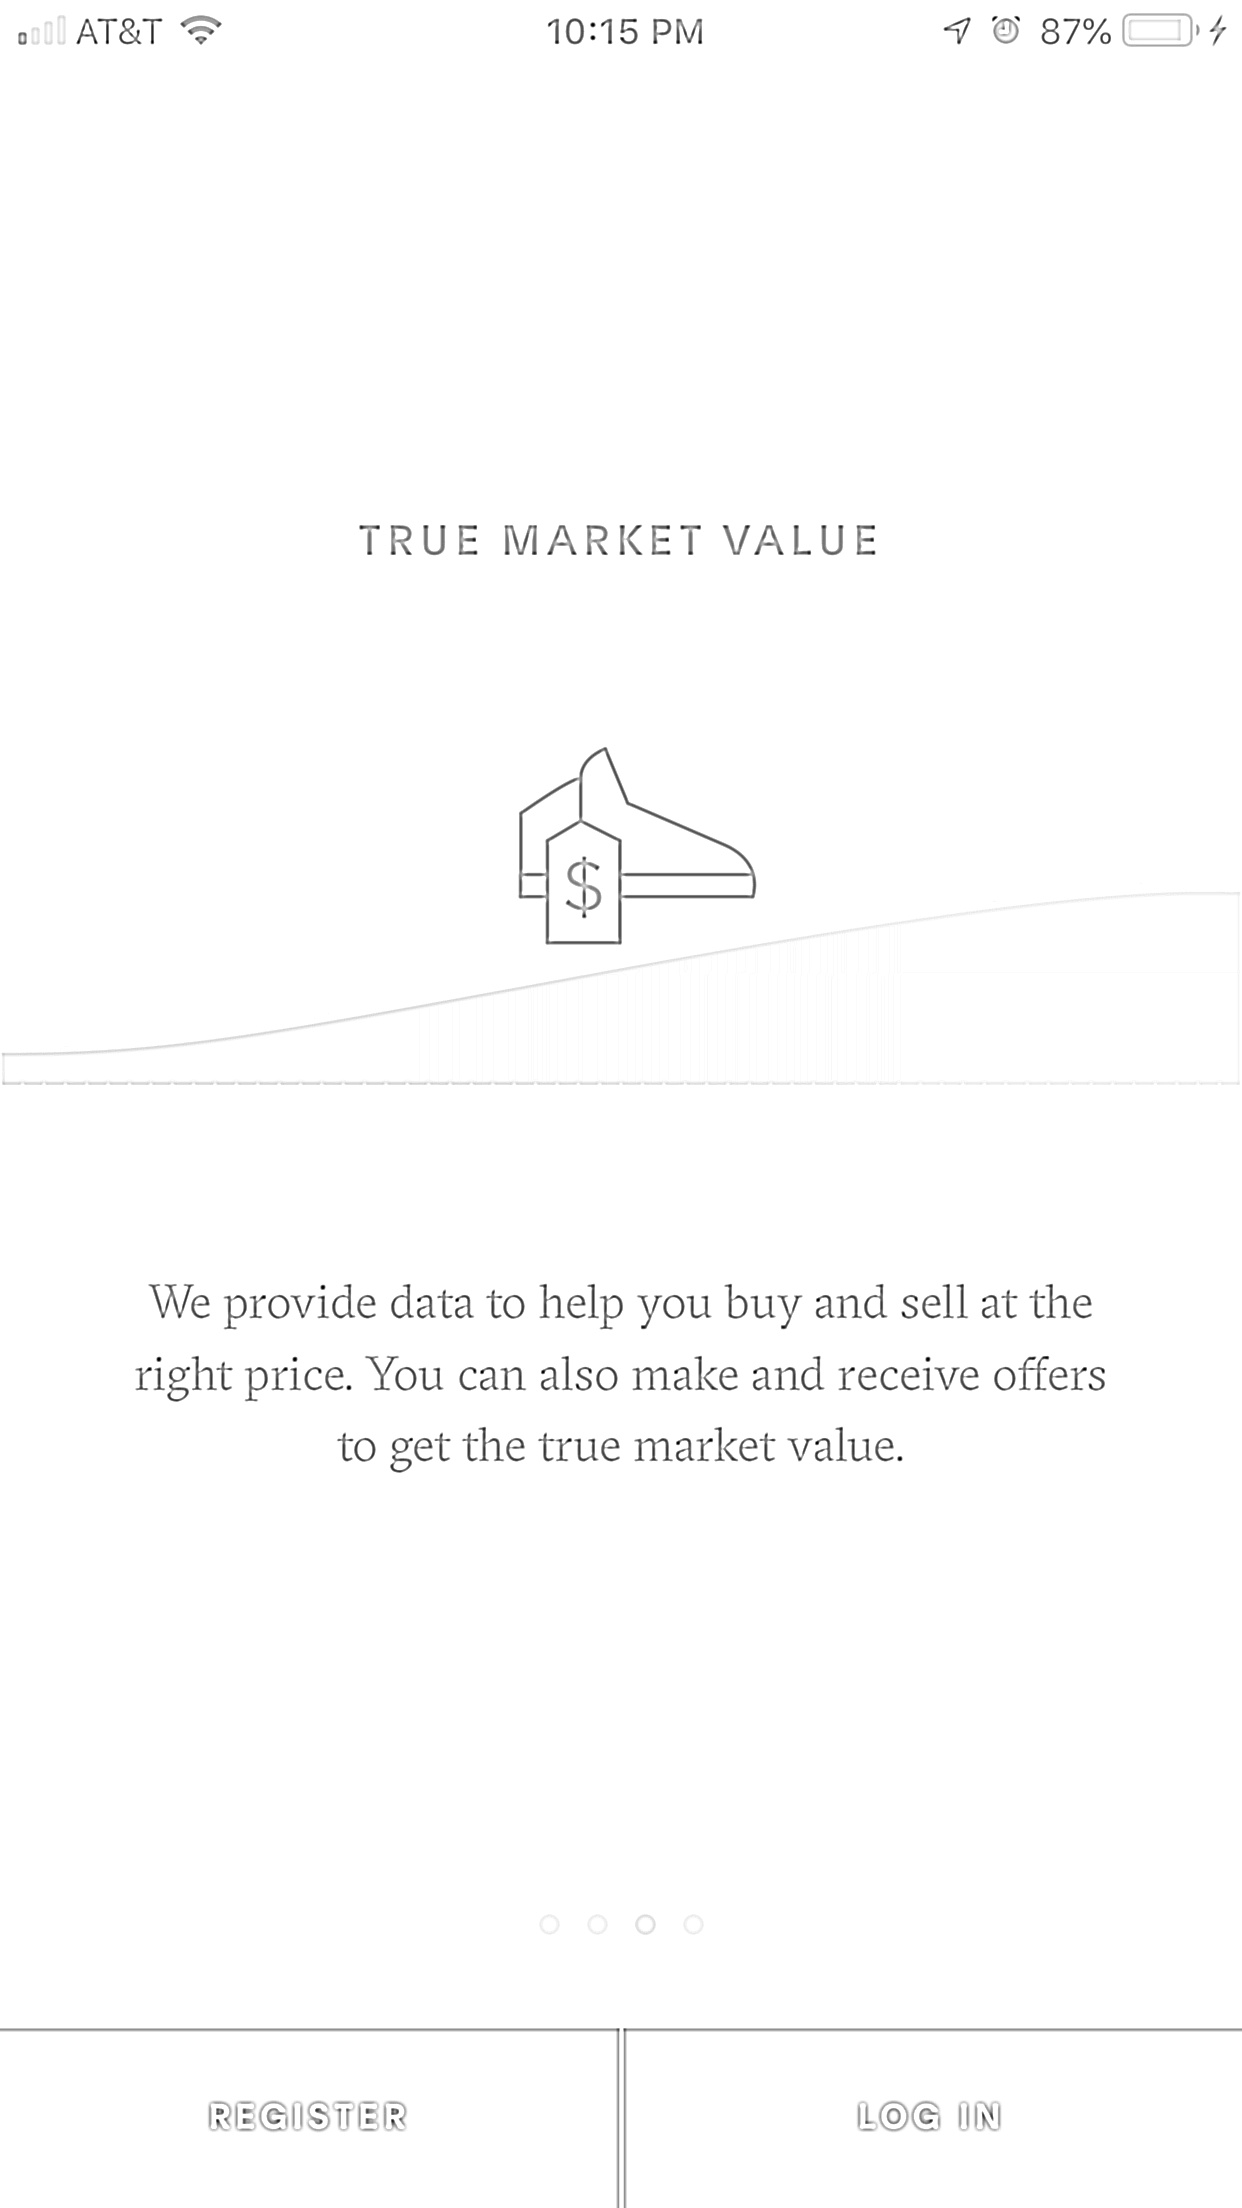 AT&T 10:15 PM 87%
TRUE MARKET VALUE
$
We provide data to help you buy and sell at the
right price. You can also make and receive offers
to get the true market value.
REGISTER LOG IN